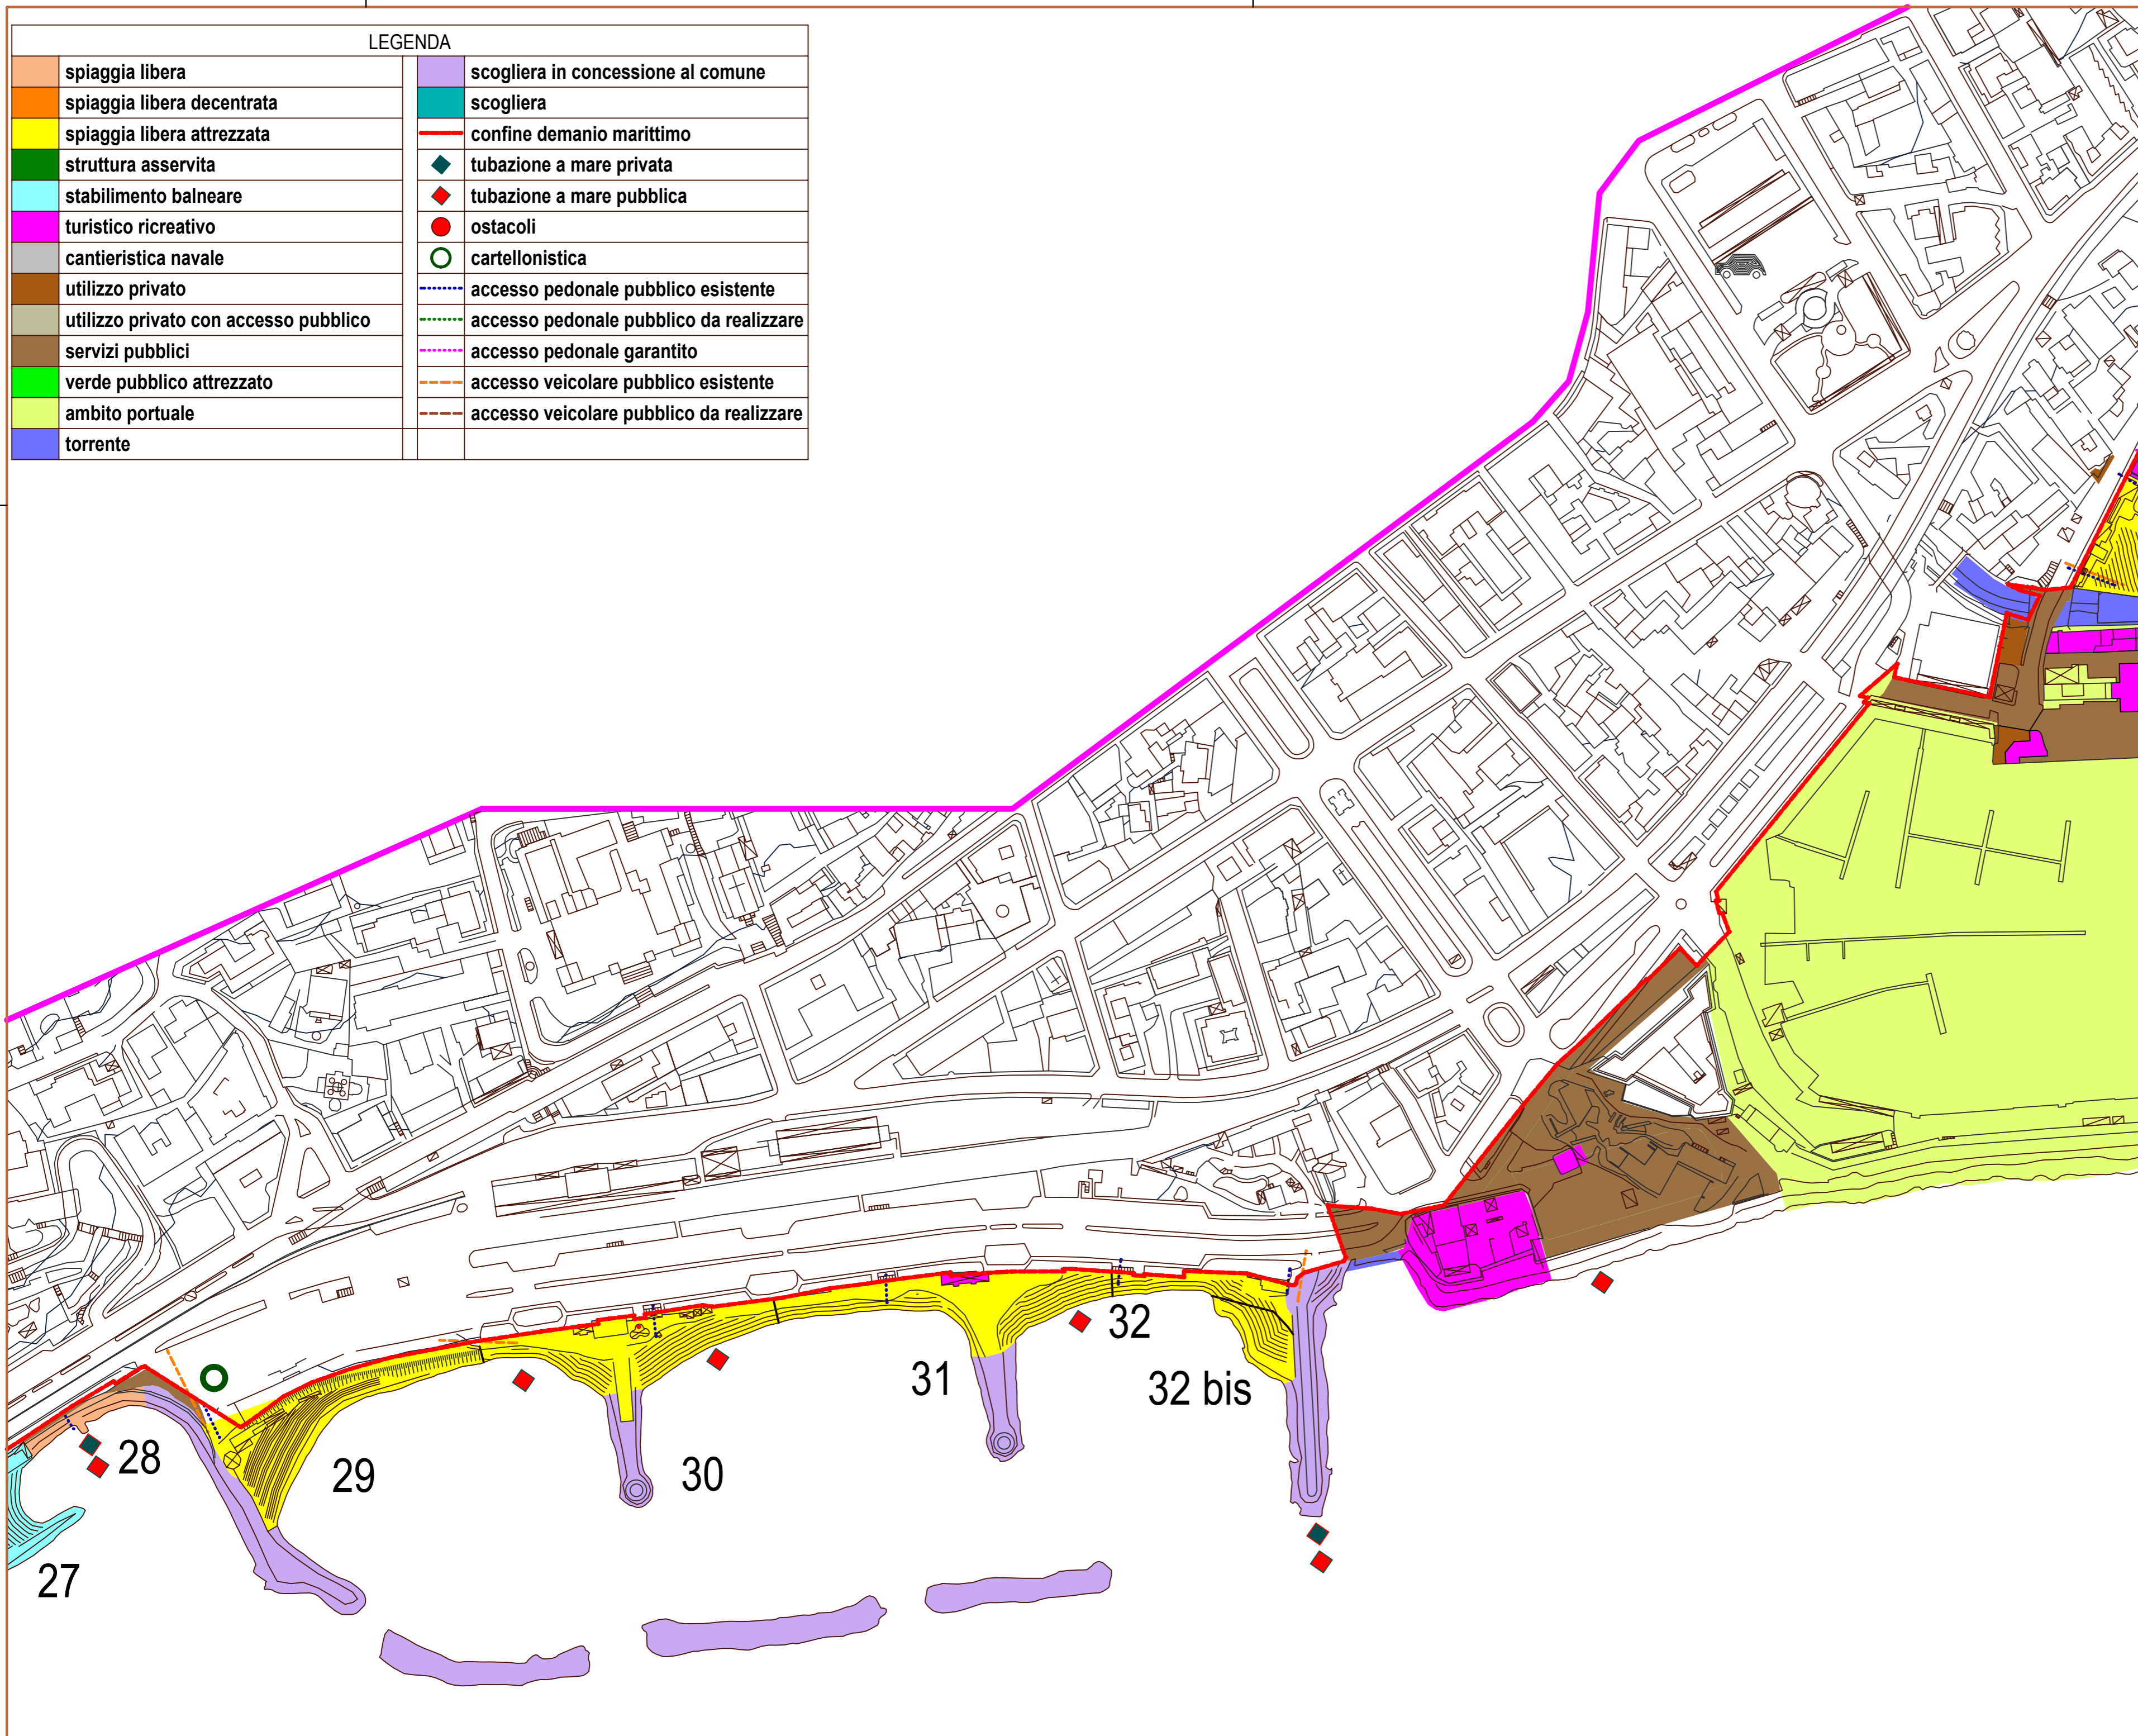 LEGENDA
spiaggia libera
spiaggia libera decentrata
spiaggia libera attrezzata
struttura asservita
stabilimento balneare
turistico ricreativo
cantieristica navale
utilizzo privato
utilizzo privato con accesso pubblico
servizi pubblici
verde pubblico attrezzato
ambito portuale
torrente
scogliera in concessione al comune
scogliera
confine demanio marittimo
tubazione a mare privata
tubazione a mare pubblica
ostacoli
cartellonistica
accesso pedonale pubblico esistente
accesso pedonale pubblico da realizzare
accesso pedonale garantito
accesso veicolare pubblico esistente
accesso veicolare pubblico da realizzare
27
28
29
30
31
32
32 bis